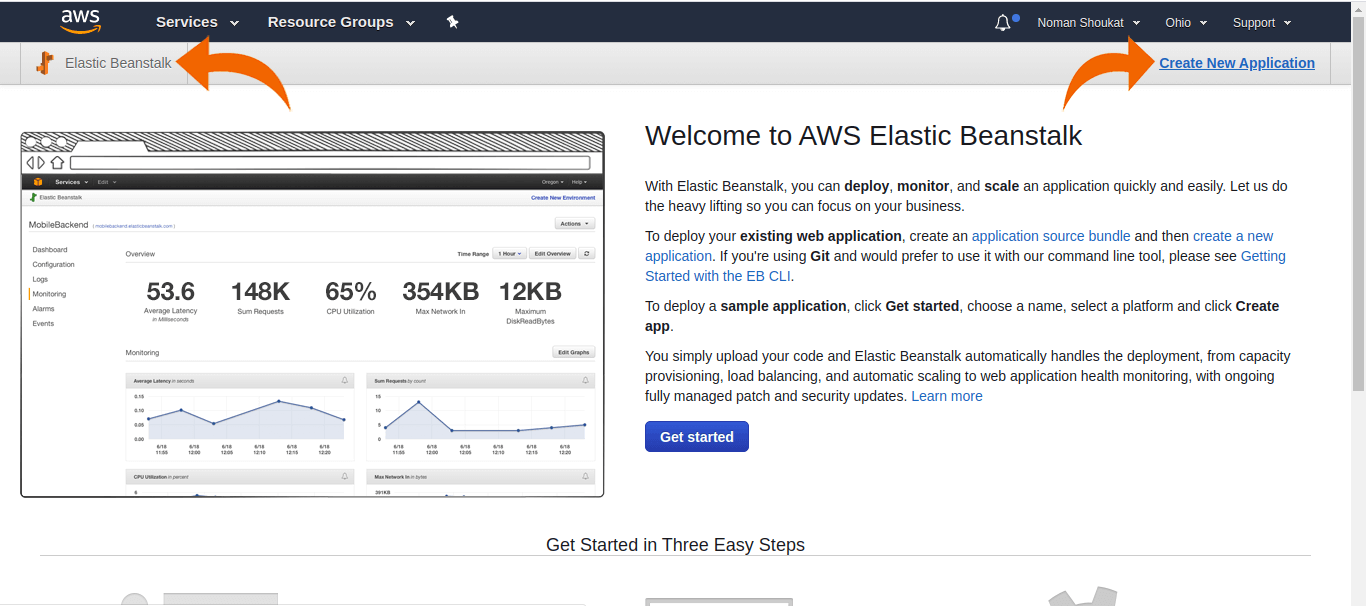 aws Services Resource Groups Noman Shoukat Ohio Support
Elastic Beanstalk Create New Application
Services Edit Oregon Help
Elastic Beanstalk Create New Environment
MobileBackend ( mobilebackend.elasticbeanstalk.com ) Actions
Dashboard
Configuration
Logs
Monitoring
Alarms
Events
Overview Time Range 1 Hour Edit Overview
53.6 148K 65% 354KB 12KB
Average Latency Sum Requests CPU Utilization Max Network In Maximum
in Milliseconds DiskReadBytes
Monitoring Edit Graphs
Average Latency in seconds
0.15
0.10
0.05
0.00
6/18 6/18 6/18 6/18 6/18 6/18
11:55 12:00 12:05 12:10 12:15 12:20
Sum Requests by count
15
10
5
0
6/18 6/18 6/18 6/18 6/18 6/18
11:55 12:00 12:05 12:10 12:15 12:20
CPU Utilization in percent
6
Max Network In in bytes
391KB
Welcome to AWS Elastic Beanstalk
With Elastic Beanstalk, you can deploy, monitor, and scale an application quickly and easily. Let us do
the heavy lifting so you can focus on your business.
To deploy your existing web application, create an application source bundle and then create a new
application. If you're using Git and would prefer to use it with our command line tool, please see Getting
Started with the EB CLI.
To deploy a sample application, click Get started, choose a name, select a platform and click Create
app.
You simply upload your code and Elastic Beanstalk automatically handles the deployment, from capacity
provisioning, load balancing, and automatic scaling to web application health monitoring, with ongoing
fully managed patch and security updates. Learn more
Get started
Get Started in Three Easy Steps